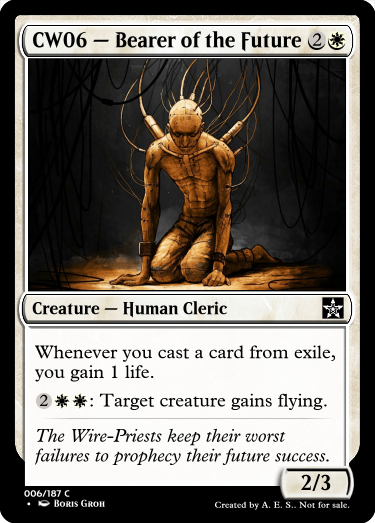 CW06 — Bearer of the Future 2
Creature — Human Cleric
Whenever you cast a card from exile,
you gain 1 life.
2: Target creature gains flying.
The Wire-Priests keep their worst
failures to prophecy their future success.
2/3
006/187 C
• Boris Groh
Created by A. E. S.. Not for sale.